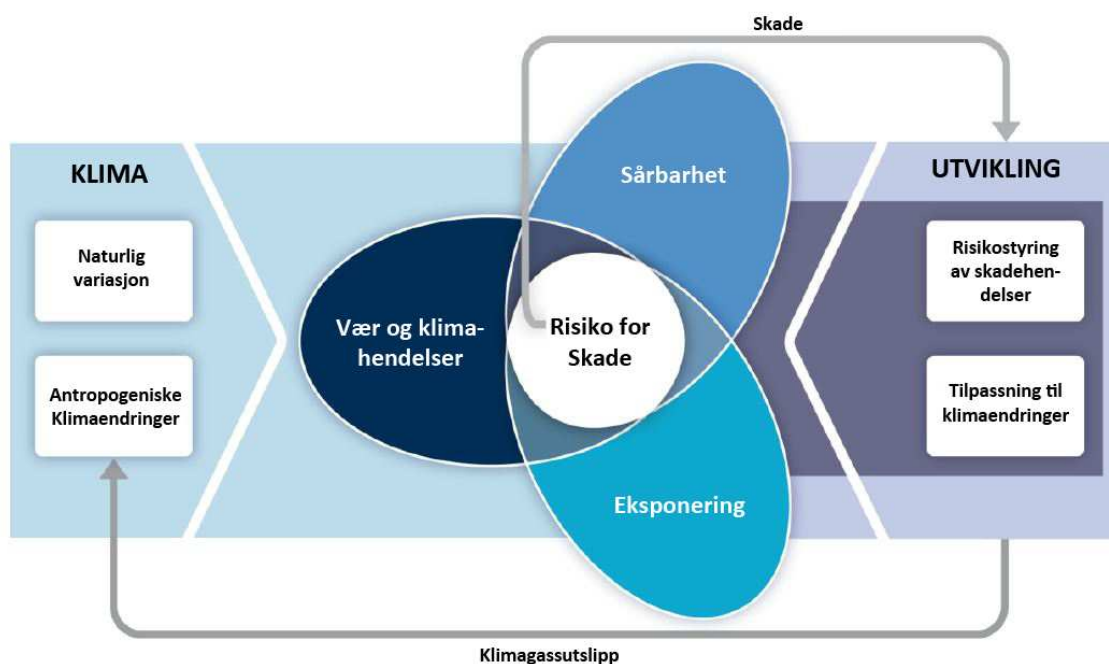 Skade
KLIMA
Naturlig
variasjon
Antropogeniske
Klimaendringer
Vær og klima-
hendelser
Risiko for
Skade
Sårbarhet
Eksponering
UTVIKLING
Risikostyring
av skadehen-
delser
Tilpassning til
klimaendringer
Klimagassutslipp